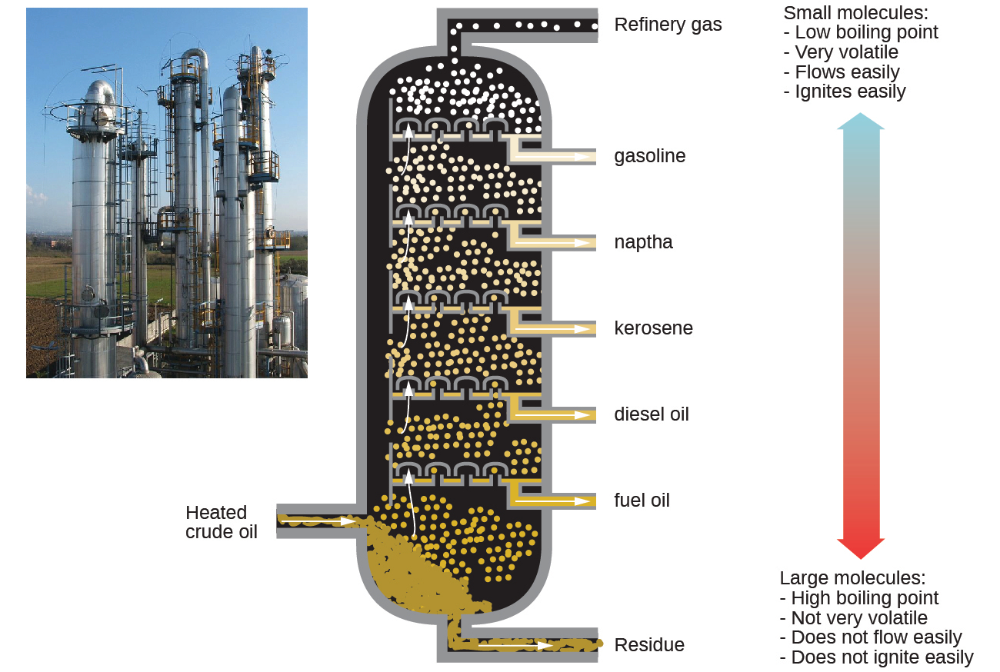 Refinery gas
Small molecules:
- Low boiling point
- Very volatile
- Flows easily
- Ignites easily
gasoline
naptha
kerosene
diesel oil
fuel oil
Heated
crude oil
Large molecules:
- High boiling point
- Not very volatile
- Does not flow easily
- Does not ignite easily
Residue